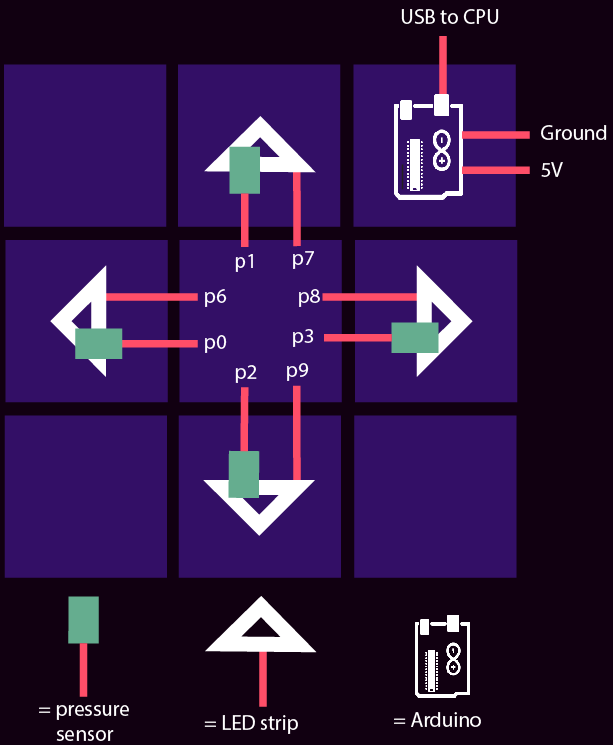 USB to CPU
Ground
5V
p1
p7
p6
p8
p0
p3
p2
p9
= pressure
sensor
= LED strip
= Arduino